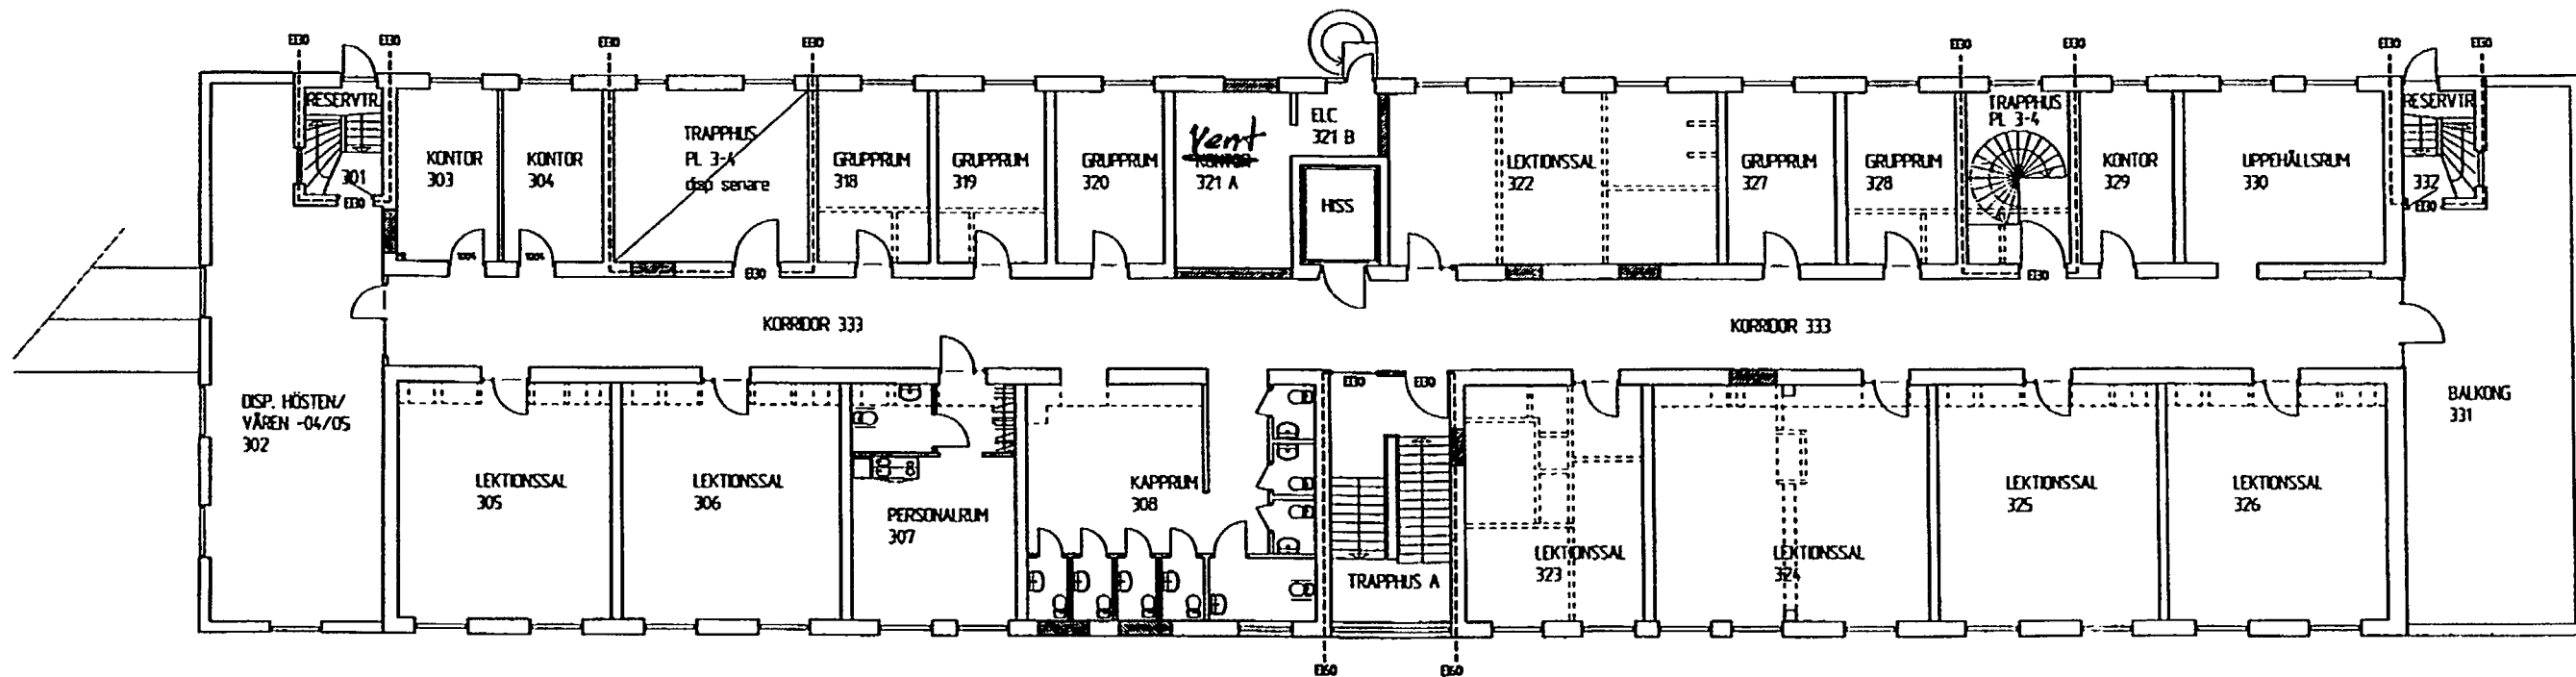 EI30
EI30
EI30
EI30
EI30
EI30
EI30
EI30
RESERVTR
301
EI30
KONTOR
303
KONTOR
304
TRAPPHUS
PL 3-4
disp senare
EI30
GRUPPRUM
318
GRUPPRUM
319
GRUPPRUM
320
Vent
KONTOR
321 A
ELC
321 B
HISS
LEKTIONSSAL
322
GRUPPRUM
327
GRUPPRUM
328
TRAPPHUS
PL 3-4
EI30
KONTOR
329
UPPEHÅLLSRUM
330
RESERVTR
332
EI30
KORRIDOR 333
KORRIDOR 333
DISP. HÖSTEN/
VÅREN -04/05
302
LEKTIONSSAL
305
LEKTIONSSAL
306
PERSONALRUM
307
KAPPRUM
308
EI30
EI30
TRAPPHUS A
LEKTIONSSAL
323
LEKTIONSSAL
324
LEKTIONSSAL
325
LEKTIONSSAL
326
BALKONG
331
EI60
EI60